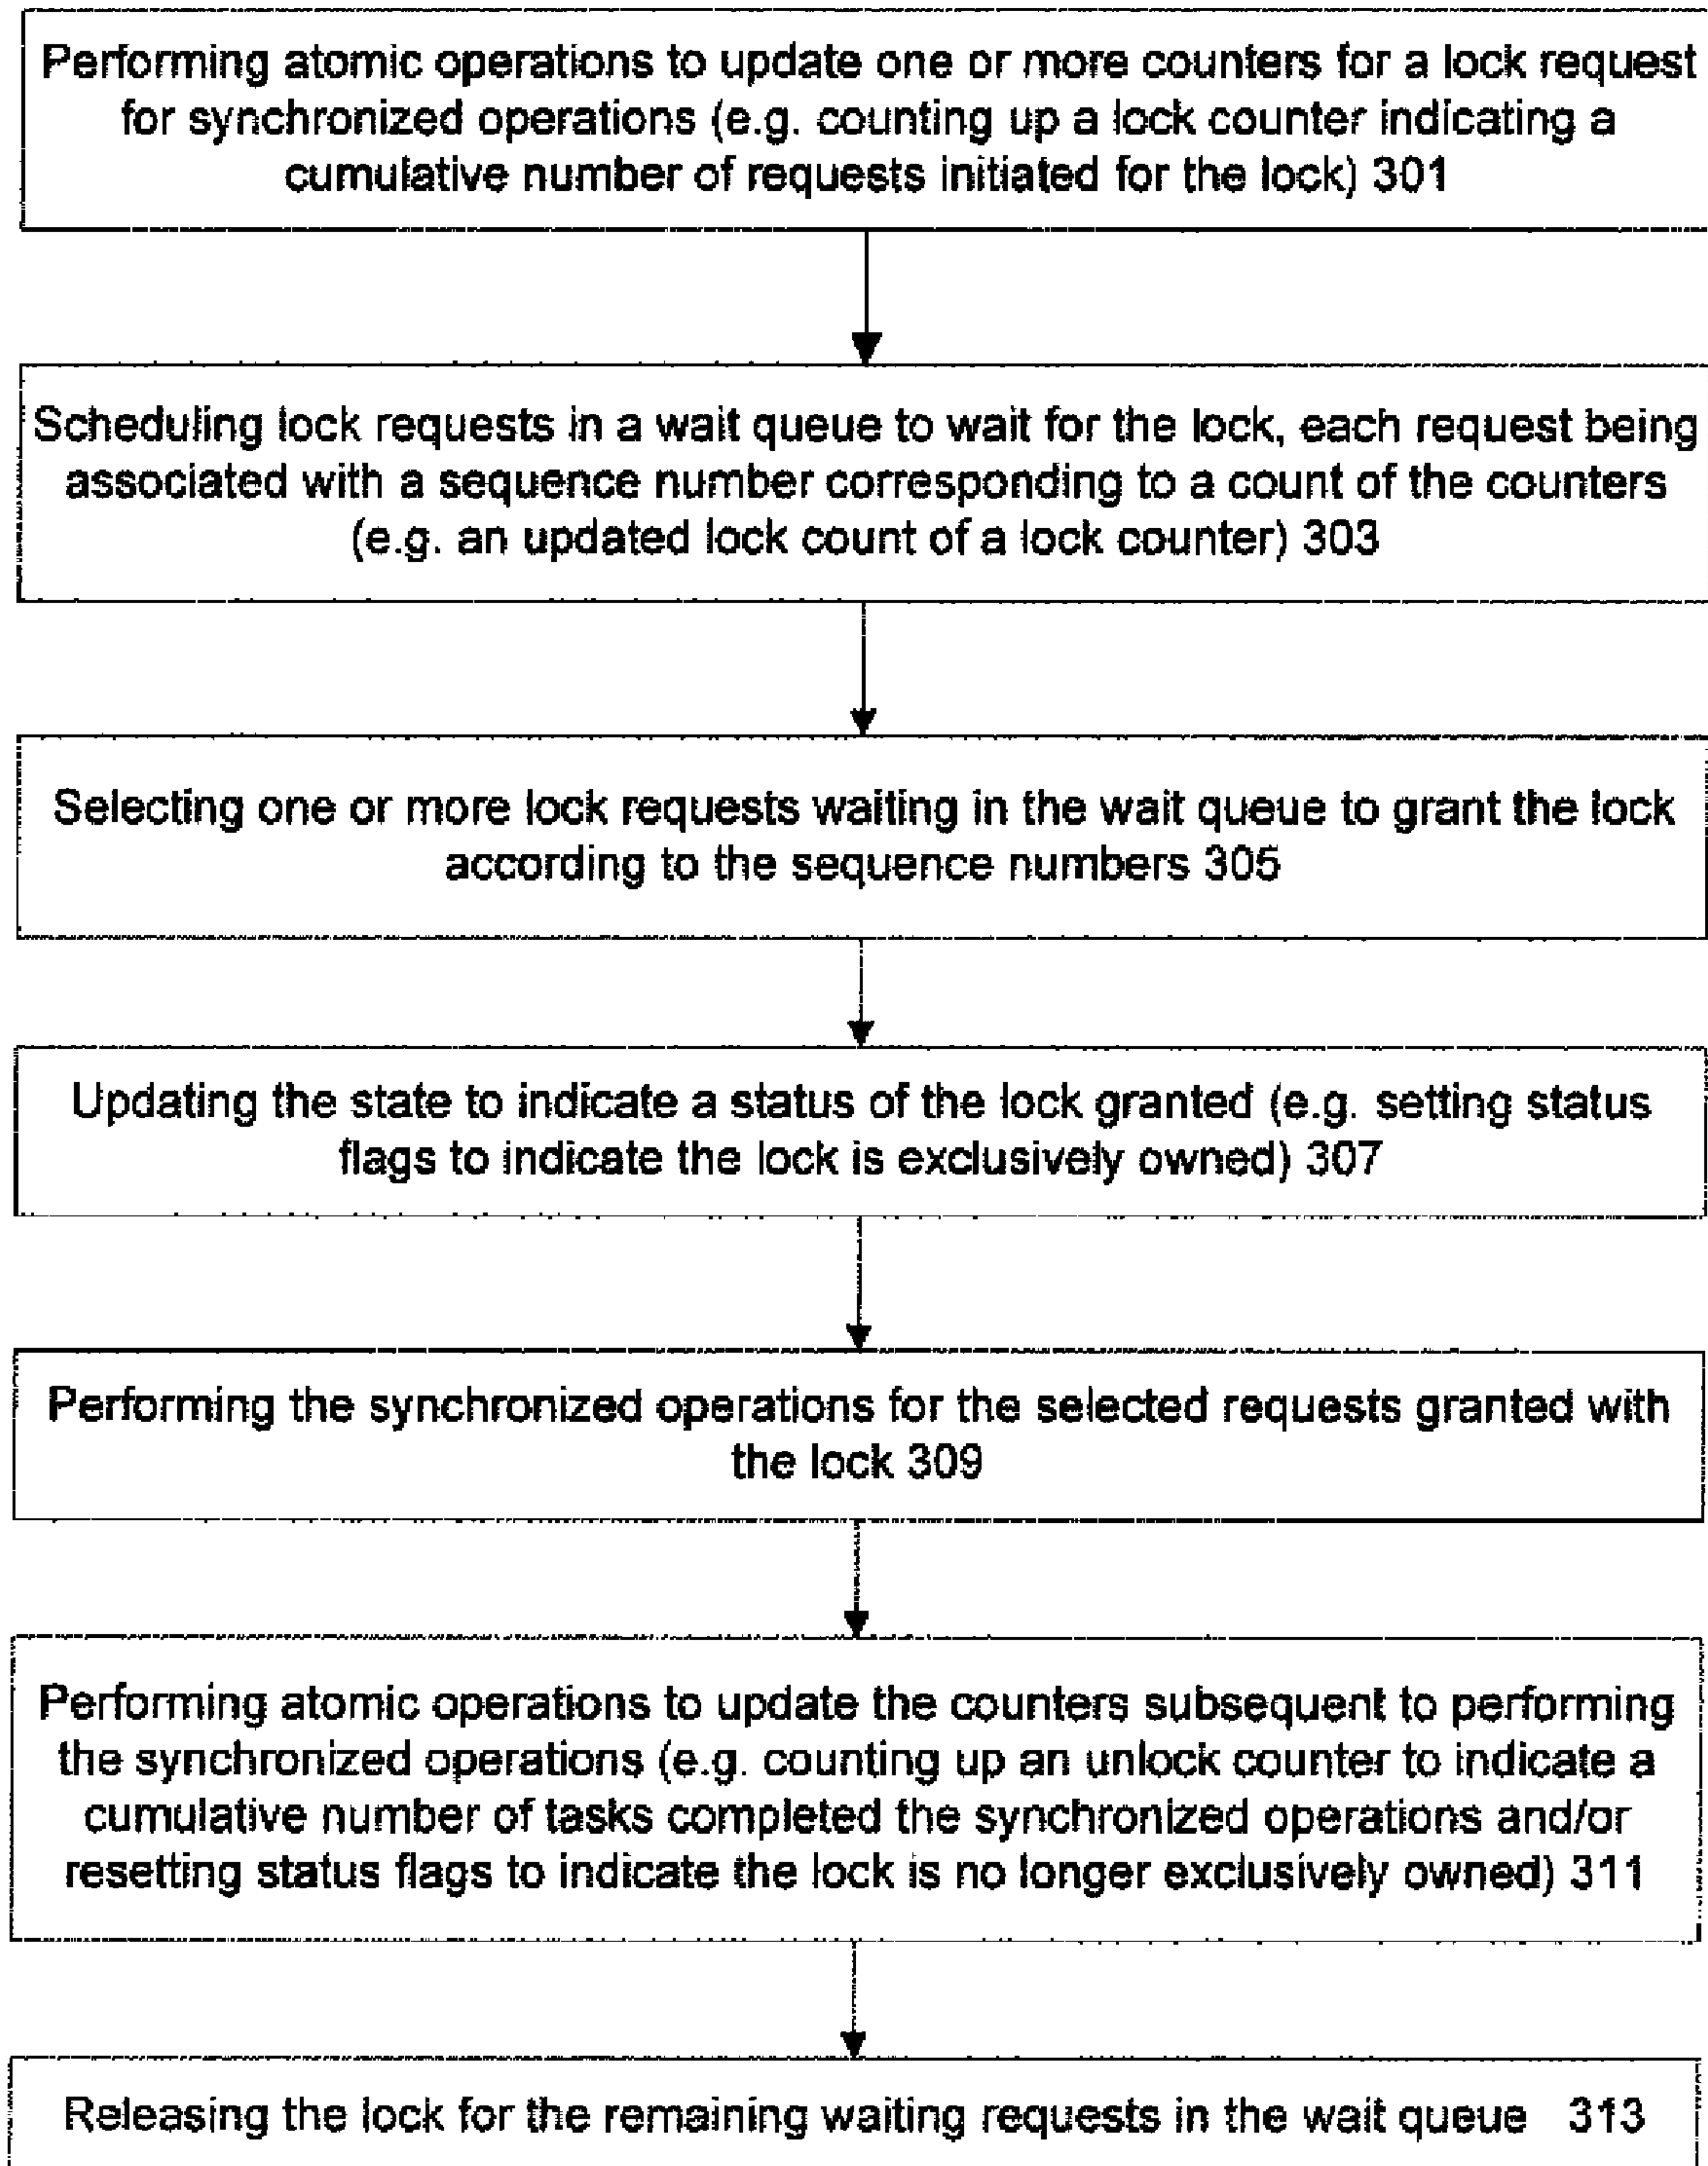 Performing atomic operations to update one or more counters for a lock request
for synchronized operations (e.g. counting up a lock counter indicating a
cumulative number of requests initiated for the lock) 301
Scheduling lock requests in a wait queue to wait for the lock, each request being
associated with a sequence number corresponding to a count of the counters
(e.g. an updated lock count of a lock counter) 303
Selecting one or more lock requests waiting in the wait queue to grant the lock
according to the sequence numbers 305
Updating the state to indicate a status of the lock granted (e.g. setting status
flags to indicate the lock is exclusively owned) 307
Performing the synchronized operations for the selected requests granted with
the lock 309
Performing atomic operations to update the counters subsequent to performing
the synchronized operations (e.g. counting up an unlock counter to indicate a
cumulative number of tasks completed the synchronized operations and/or
resetting status flags to indicate the lock is no longer exclusively owned) 311
Releasing the lock for the remaining waiting requests in the wait queue 313